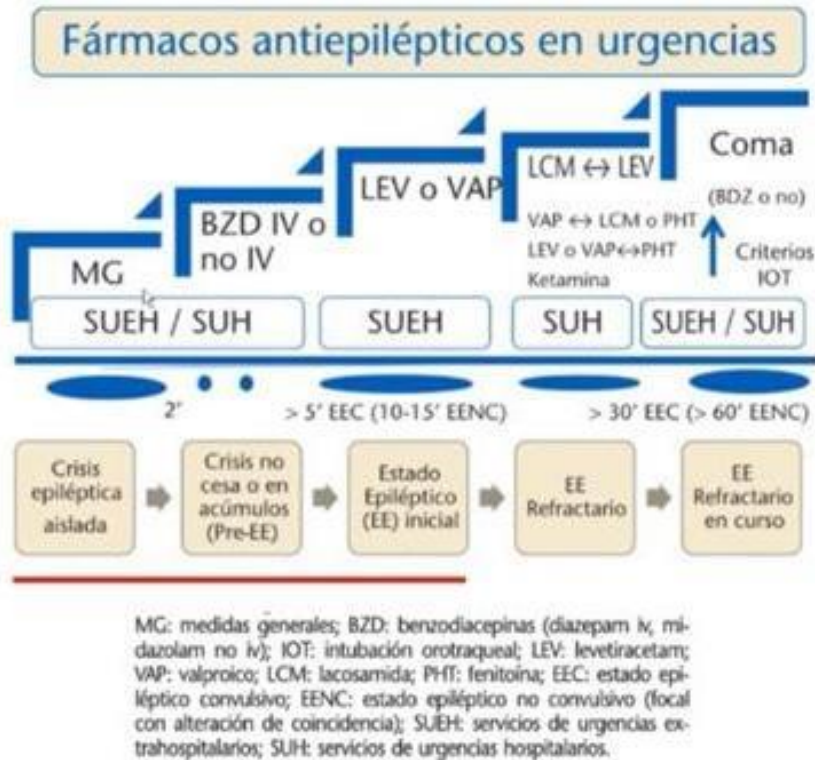 Fármacos antiepilépticos en urgencias
MG
BZD IV o
no IV
LEV o VAP
LCM ↔ LEV
VAP ↔ LCM o PHT
LEV o VAP↔PHT
Ketamina
Coma
(BDZ o no)
Criterios
IOT
SUEH / SUH
SUEH
SUH
SUEH / SUH
2'
> 5' EEC (10-15' EENC)
> 30' EEC (> 60' EENC)
Crisis
epiléptica
aislada
Crisis no
cesa o en
acúmulos
(Pre-EE)
Estado
Epiléptico
(EE) inicial
EE
Refractario
EE
Refractario
en curso
MG: medidas generales; BZD: benzodiacepinas (diazepam iv, mi-
dazolam no iv); IOT: intubación orotraqueal; LEV: levetiracetam;
VAP: valproico; LCM: lacosamida; PHT: fenitoína; EEC: estado epi-
léptico convulsivo; EENC: estado epiléptico no convulsivo (focal
con alteración de coincidencia); SUEH: servicios de urgencias ex-
trahospitalarios; SUH: servicios de urgencias hospitalarios.